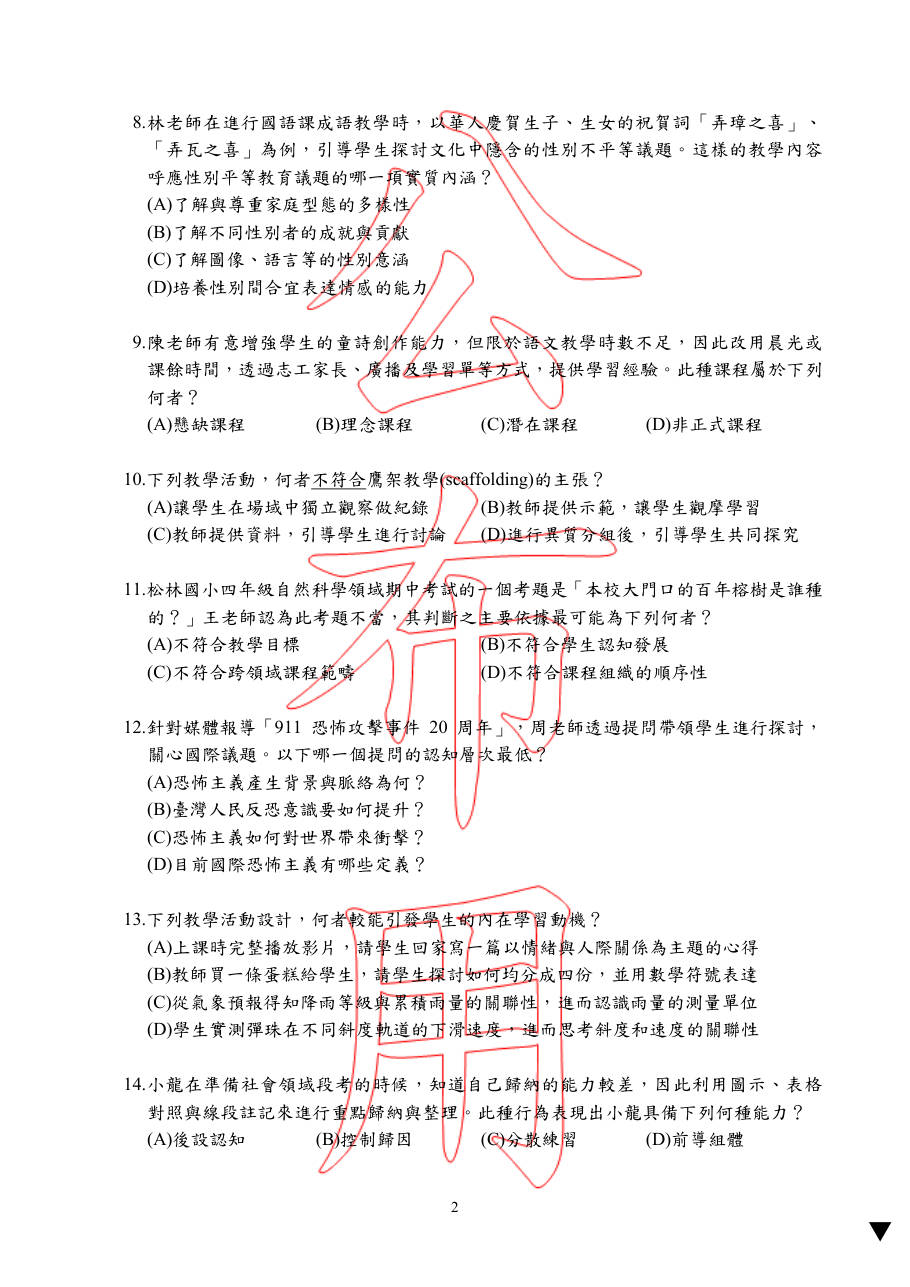 8.林老師在進行國語課成語教學時，以華人慶賀生子、生女的祝賀詞「弄璋之喜」、
「弄瓦之喜」為例，引導學生探討文化中隱含的性別不平等議題。這樣的教學內容
呼應性別平等教育議題的哪一項實質內涵？
(A)了解與尊重家庭型態的多樣性
(B)了解不同性別者的成就與貢獻
(C)了解圖像、語言等的性別意涵
(D)培養性別間合宜表達情感的能力
9.陳老師有意增強學生的童詩創作能力，但限於語文教學時數不足，因此改用晨光或
課餘時間，透過志工家長、廣播及學習單等方式，提供學習經驗。此種課程屬於下列
何者？
(A)懸缺課程 (B)理念課程 (C)潛在課程 (D)非正式課程
10.下列教學活動，何者不符合鷹架教學(scaffolding)的主張？
(A)讓學生在場域中獨立觀察做紀錄 (B)教師提供示範，讓學生觀摩學習
(C)教師提供資料，引導學生進行討論 (D)進行異質分組後，引導學生共同探究
11.松林國小四年級自然科學領域期中考試的一個考題是「本校大門口的百年榕樹是誰種
的？」王老師認為此考題不當，其判斷之主要依據最可能為下列何者？
(A)不符合教學目標 (B)不符合學生認知發展
(C)不符合跨領域課程範疇 (D)不符合課程組織的順序性
12.針對媒體報導「911 恐怖攻擊事件 20 周年」，周老師透過提問帶領學生進行探討，
關心國際議題。以下哪一個提問的認知層次最低？
(A)恐怖主義產生背景與脈絡為何？
(B)臺灣人民反恐意識要如何提升？
(C)恐怖主義如何對世界帶來衝擊？
(D)目前國際恐怖主義有哪些定義？
13.下列教學活動設計，何者較能引發學生的內在學習動機？
(A)上課時完整播放影片，請學生回家寫一篇以情緒與人際關係為主題的心得
(B)教師買一條蛋糕給學生，請學生探討如何均分成四份，並用數學符號表達
(C)從氣象預報得知降雨等級與累積雨量的關聯性，進而認識雨量的測量單位
(D)學生實測彈珠在不同斜度軌道的下滑速度，進而思考斜度和速度的關聯性
14.小龍在準備社會領域段考的時候，知道自己歸納的能力較差，因此利用圖示、表格
對照與線段註記來進行重點歸納與整理。此種行為表現出小龍具備下列何種能力？
(A)後設認知 (B)控制歸因 (C)分散練習 (D)前導組體
公布用
2